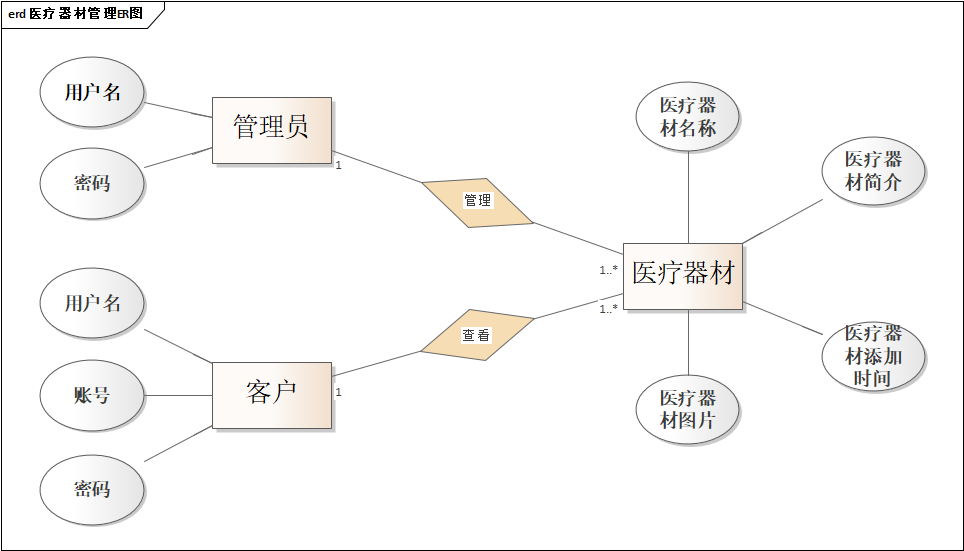 erd 医疗器材管理ER图
用户名
管理员
密码
1
管理
医疗器
材名称
医疗器
材简介
1..*
医疗器材
1..*
用户名
查看
账号
客户
1
密码
医疗器
材添加
时间
医疗器
材图片